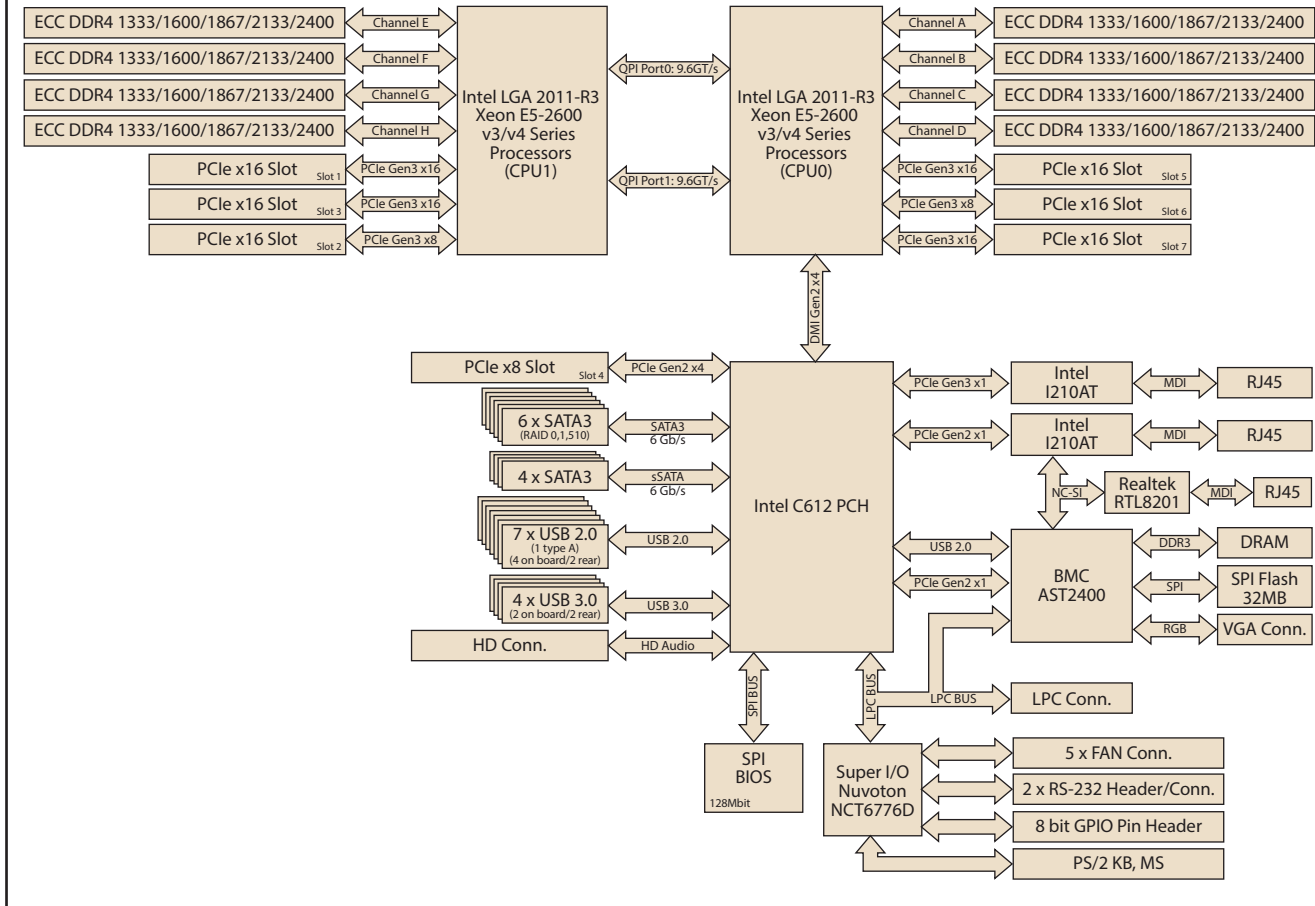 ECC DDR4 1333/1600/1867/2133/2400
Channel E
ECC DDR4 1333/1600/1867/2133/2400
Channel F
ECC DDR4 1333/1600/1867/2133/2400
Channel G
ECC DDR4 1333/1600/1867/2133/2400
Channel H
PCIe x16 Slot
Slot 1
PCIe Gen3 x16
PCIe x16 Slot
Slot 3
PCIe Gen3 x16
PCIe x16 Slot
Slot 2
PCIe Gen3 x8
Intel LGA 2011-R3
Xeon E5-2600
v3/v4 Series
Processors
(CPU1)
QPI Port0: 9.6GT/s
QPI Port1: 9.6GT/s
Intel LGA 2011-R3
Xeon E5-2600
v3/v4 Series
Processors
(CPU0)
Channel A
ECC DDR4 1333/1600/1867/2133/2400
Channel B
ECC DDR4 1333/1600/1867/2133/2400
Channel C
ECC DDR4 1333/1600/1867/2133/2400
Channel D
ECC DDR4 1333/1600/1867/2133/2400
PCIe Gen3 x16
PCIe x16 Slot
Slot 5
PCIe Gen3 x8
PCIe x16 Slot
Slot 6
PCIe Gen3 x16
PCIe x16 Slot
Slot 7
DMI Gen2 x4
PCIe x8 Slot
Slot 4
PCIe Gen2 x4
6 x SATA3
(RAID 0,1,510)
SATA3
6 Gb/s
4 x SATA3
sSATA
6 Gb/s
7 x USB 2.0
(1 type A)
(4 on board/2 rear)
USB 2.0
4 x USB 3.0
(2 on board/2 rear)
USB 3.0
HD Conn.
HD Audio
Intel C612 PCH
PCIe Gen3 x1
Intel
I210AT
MDI
RJ45
PCIe Gen2 x1
Intel
I210AT
MDI
RJ45
NC-SI
Realtek
RTL8201
MDI
RJ45
USB 2.0
PCIe Gen2 x1
BMC
AST2400
DDR3
DRAM
SPI
SPI Flash
32MB
RGB
VGA Conn.
SPI BUS
LPC BUS
LPC BUS
LPC Conn.
SPI
BIOS
128Mbit
Super I/O
Nuvoton
NCT6776D
5 x FAN Conn.
2 x RS-232 Header/Conn.
8 bit GPIO Pin Header
PS/2 KB, MS